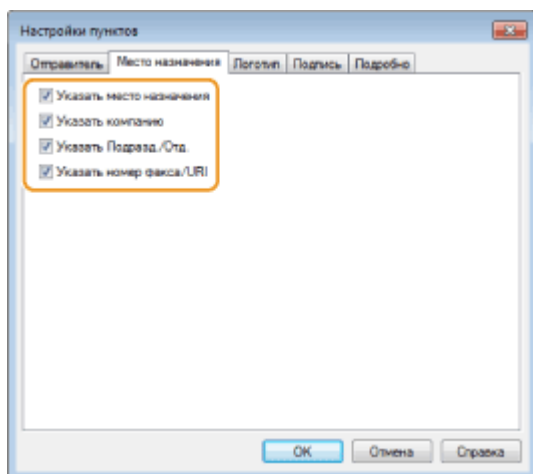 Настройки пунктов
Отправитель Место назначения Логотип Подпись Подробно
Указать место назначения
Указать компанию
Указать Подразд./Отд.
Указать номер факса/URI
OK Отмена Справка